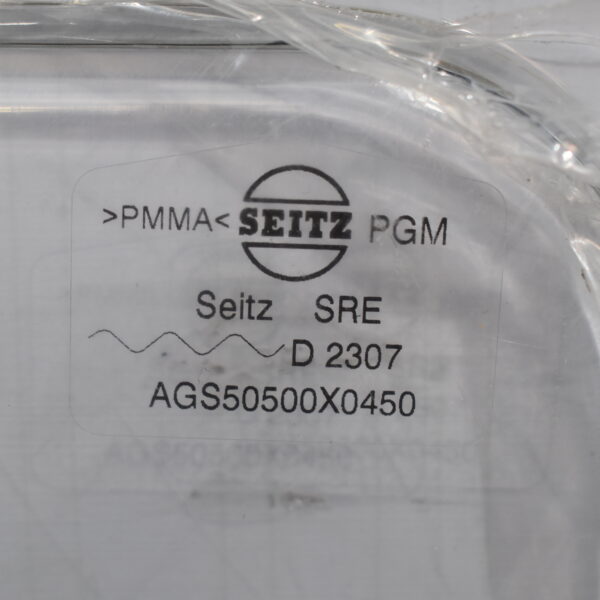 >PMMA< SEITZ PGM
Seitz SRE
D 2307
AGS50500X0450